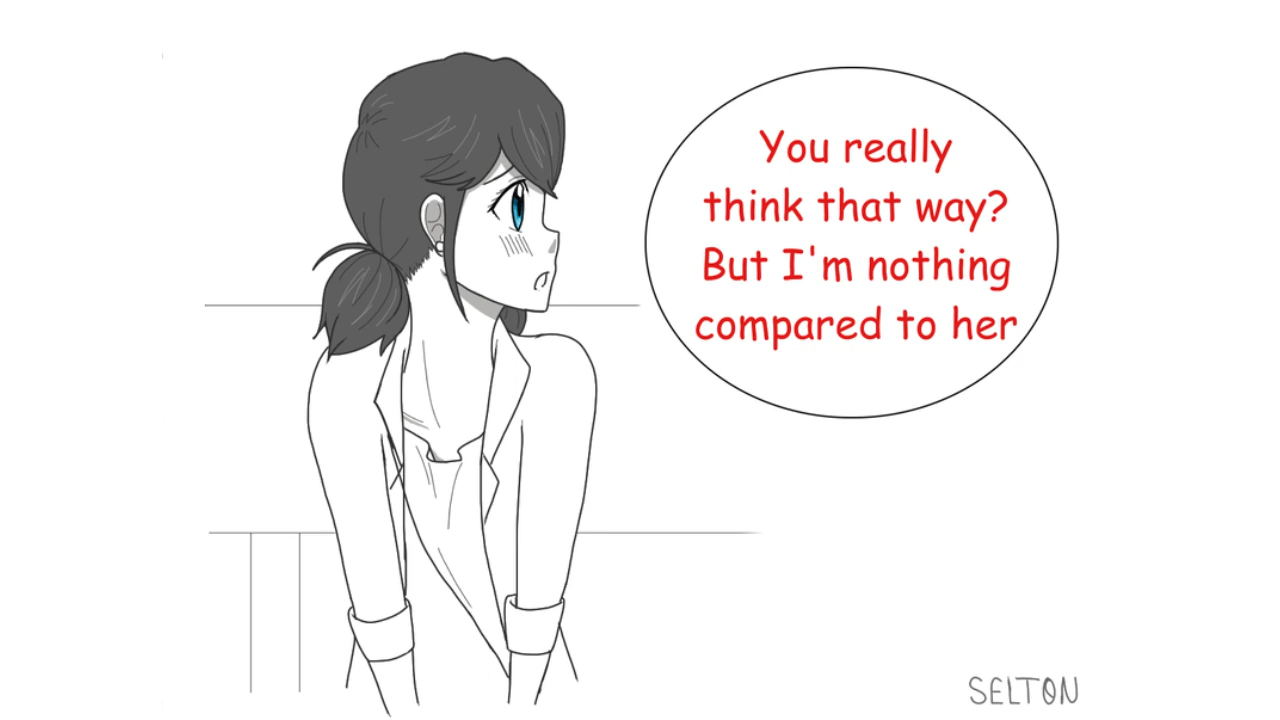 You really
think that way?
But I'm nothing
compared to her
SELTON